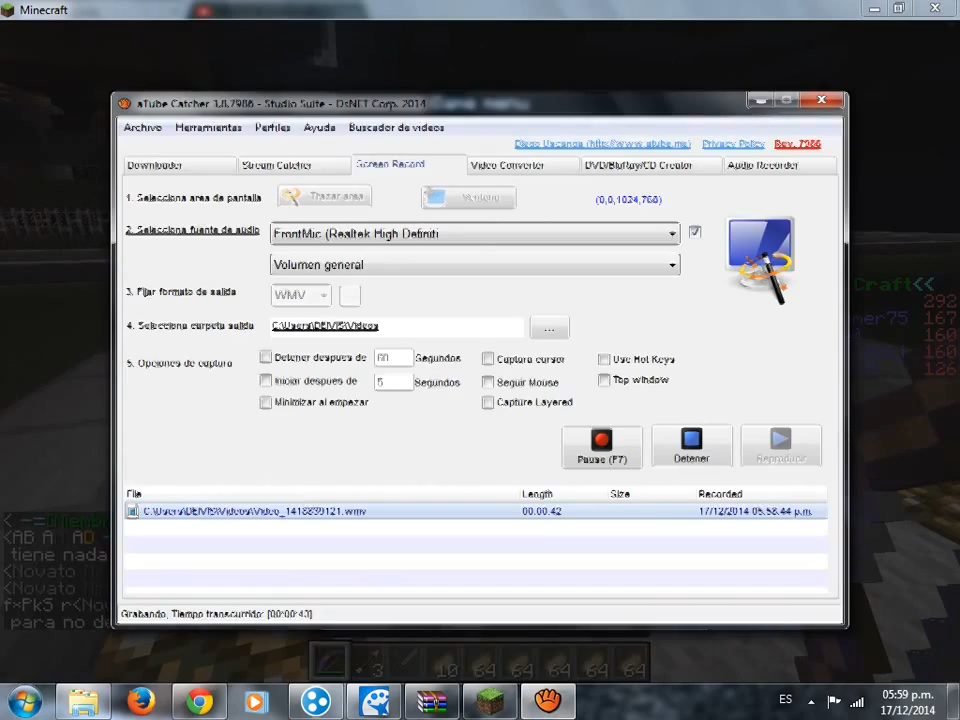 Minecraft
aTube Catcher 3.8.7986 - Studio Suite - DsNET Corp. 2014
Game menu
Archivo Herramientas Perfiles Ayuda Buscador de videos
Diego Uscanga (http://www.atube.me) Privacy Policy Rev. 7986
Downloader Stream Catcher Screen Record Video Converter DVD/BluRay/CD Creator Audio Recorder
1. Selecciona area de pantalla Trazar area Ventana (0,0,1024,768)
2. Selecciona fuente de audio FrontMic (Realtek High Definiti
Volumen general
3. Fijar formato de salida WMV
4. Selecciona carpeta salida C:\Users\DEIVIS\Videos ...
5. Opciones de captura
Detener despues de 60 Segundos Captura cursor Use Hot Keys
Iniciar despues de 5 Segundos Seguir Mouse Top window
Minimizar al empezar Capture Layered
Pause (F7) Detener Reproducir
File Length Size Recorded
C:\Users\DEIVIS\Videos\Video_1418839121.wmv 00:00:42 17/12/2014 05:58:44 p.m.
Grabando, Tiempo transcurrido: [00:00:43]
Craft<<
292
167
160
160
126
tiene nada
<Novato
<Novato
para no de
3 10 64 64 64 64 64
ES 05:59 p.m.
17/12/2014